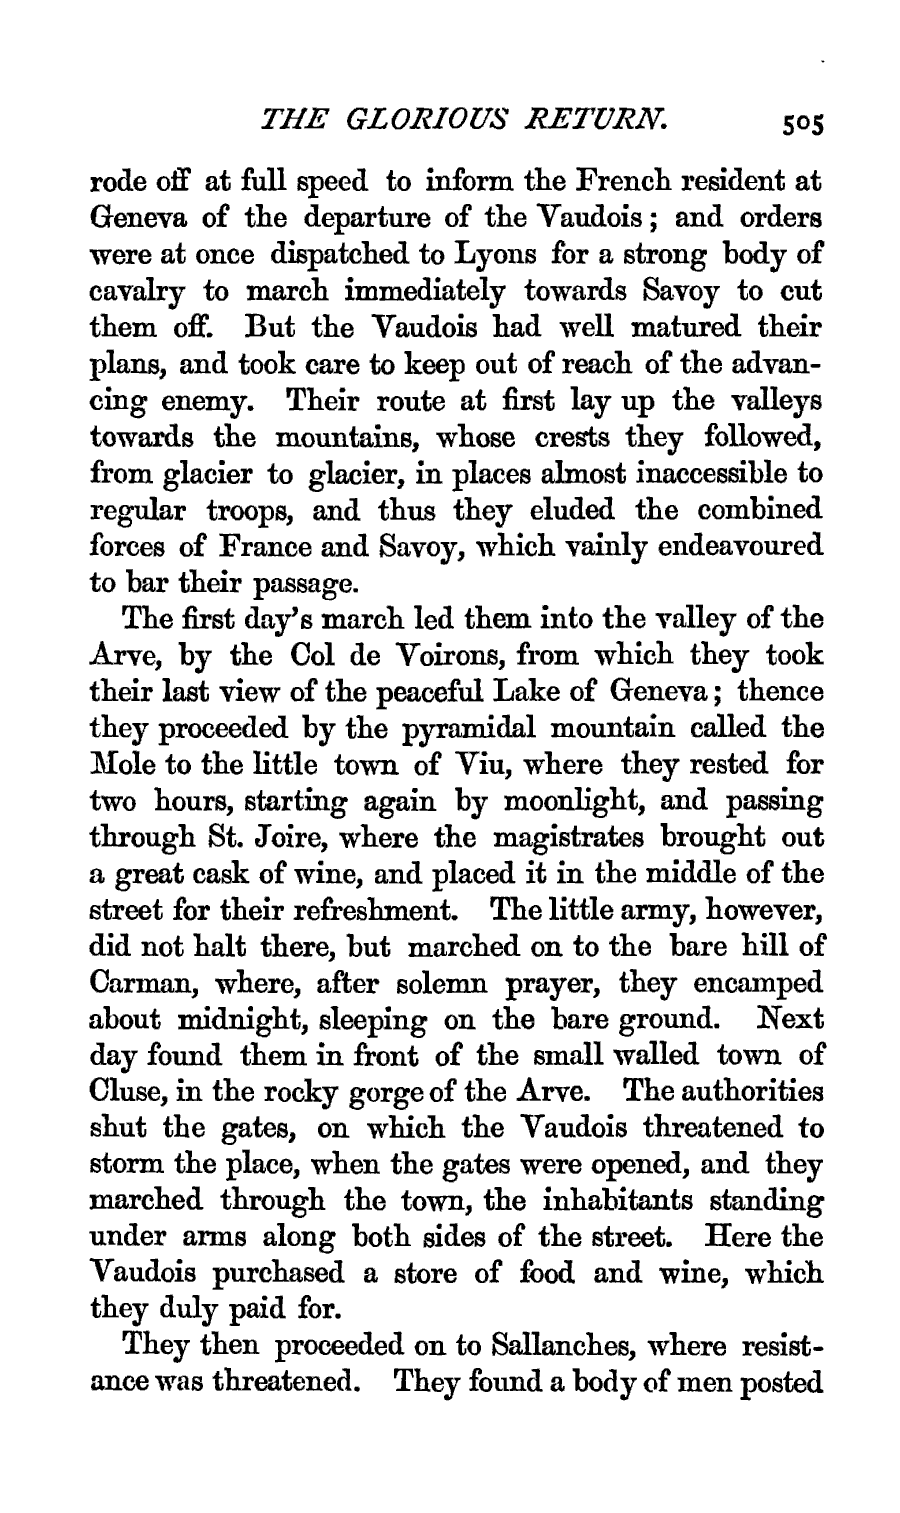 THE GLORIOUS RETURN. 505
rode off at full speed to inform the French resident at
Geneva of the departure of the Vaudois; and orders
were at once dispatched to Lyons for a strong body of
cavalry to march immediately towards Savoy to cut
them off. But the Vaudois had well matured their
plans, and took care to keep out of reach of the advan-
cing enemy. Their route at first lay up the valleys
towards the mountains, whose crests they followed,
from glacier to glacier, in places almost inaccessible to
regular troops, and thus they eluded the combined
forces of France and Savoy, which vainly endeavoured
to bar their passage.
The first day's march led them into the valley of the
Arve, by the Col de Voirons, from which they took
their last view of the peaceful Lake of Geneva; thence
they proceeded by the pyramidal mountain called the
Mole to the little town of Viu, where they rested for
two hours, starting again by moonlight, and passing
through St. Joire, where the magistrates brought out
a great cask of wine, and placed it in the middle of the
street for their refreshment. The little army, however,
did not halt there, but marched on to the bare hill of
Carman, where, after solemn prayer, they encamped
about midnight, sleeping on the bare ground. Next
day found them in front of the small walled town of
Cluse, in the rocky gorge of the Arve. The authorities
shut the gates, on which the Vaudois threatened to
storm the place, when the gates were opened, and they
marched through the town, the inhabitants standing
under arms along both sides of the street. Here the
Vaudois purchased a store of food and wine, which
they duly paid for.
They then proceeded on to Sallanches, where resist-
ance was threatened. They found a body of men posted